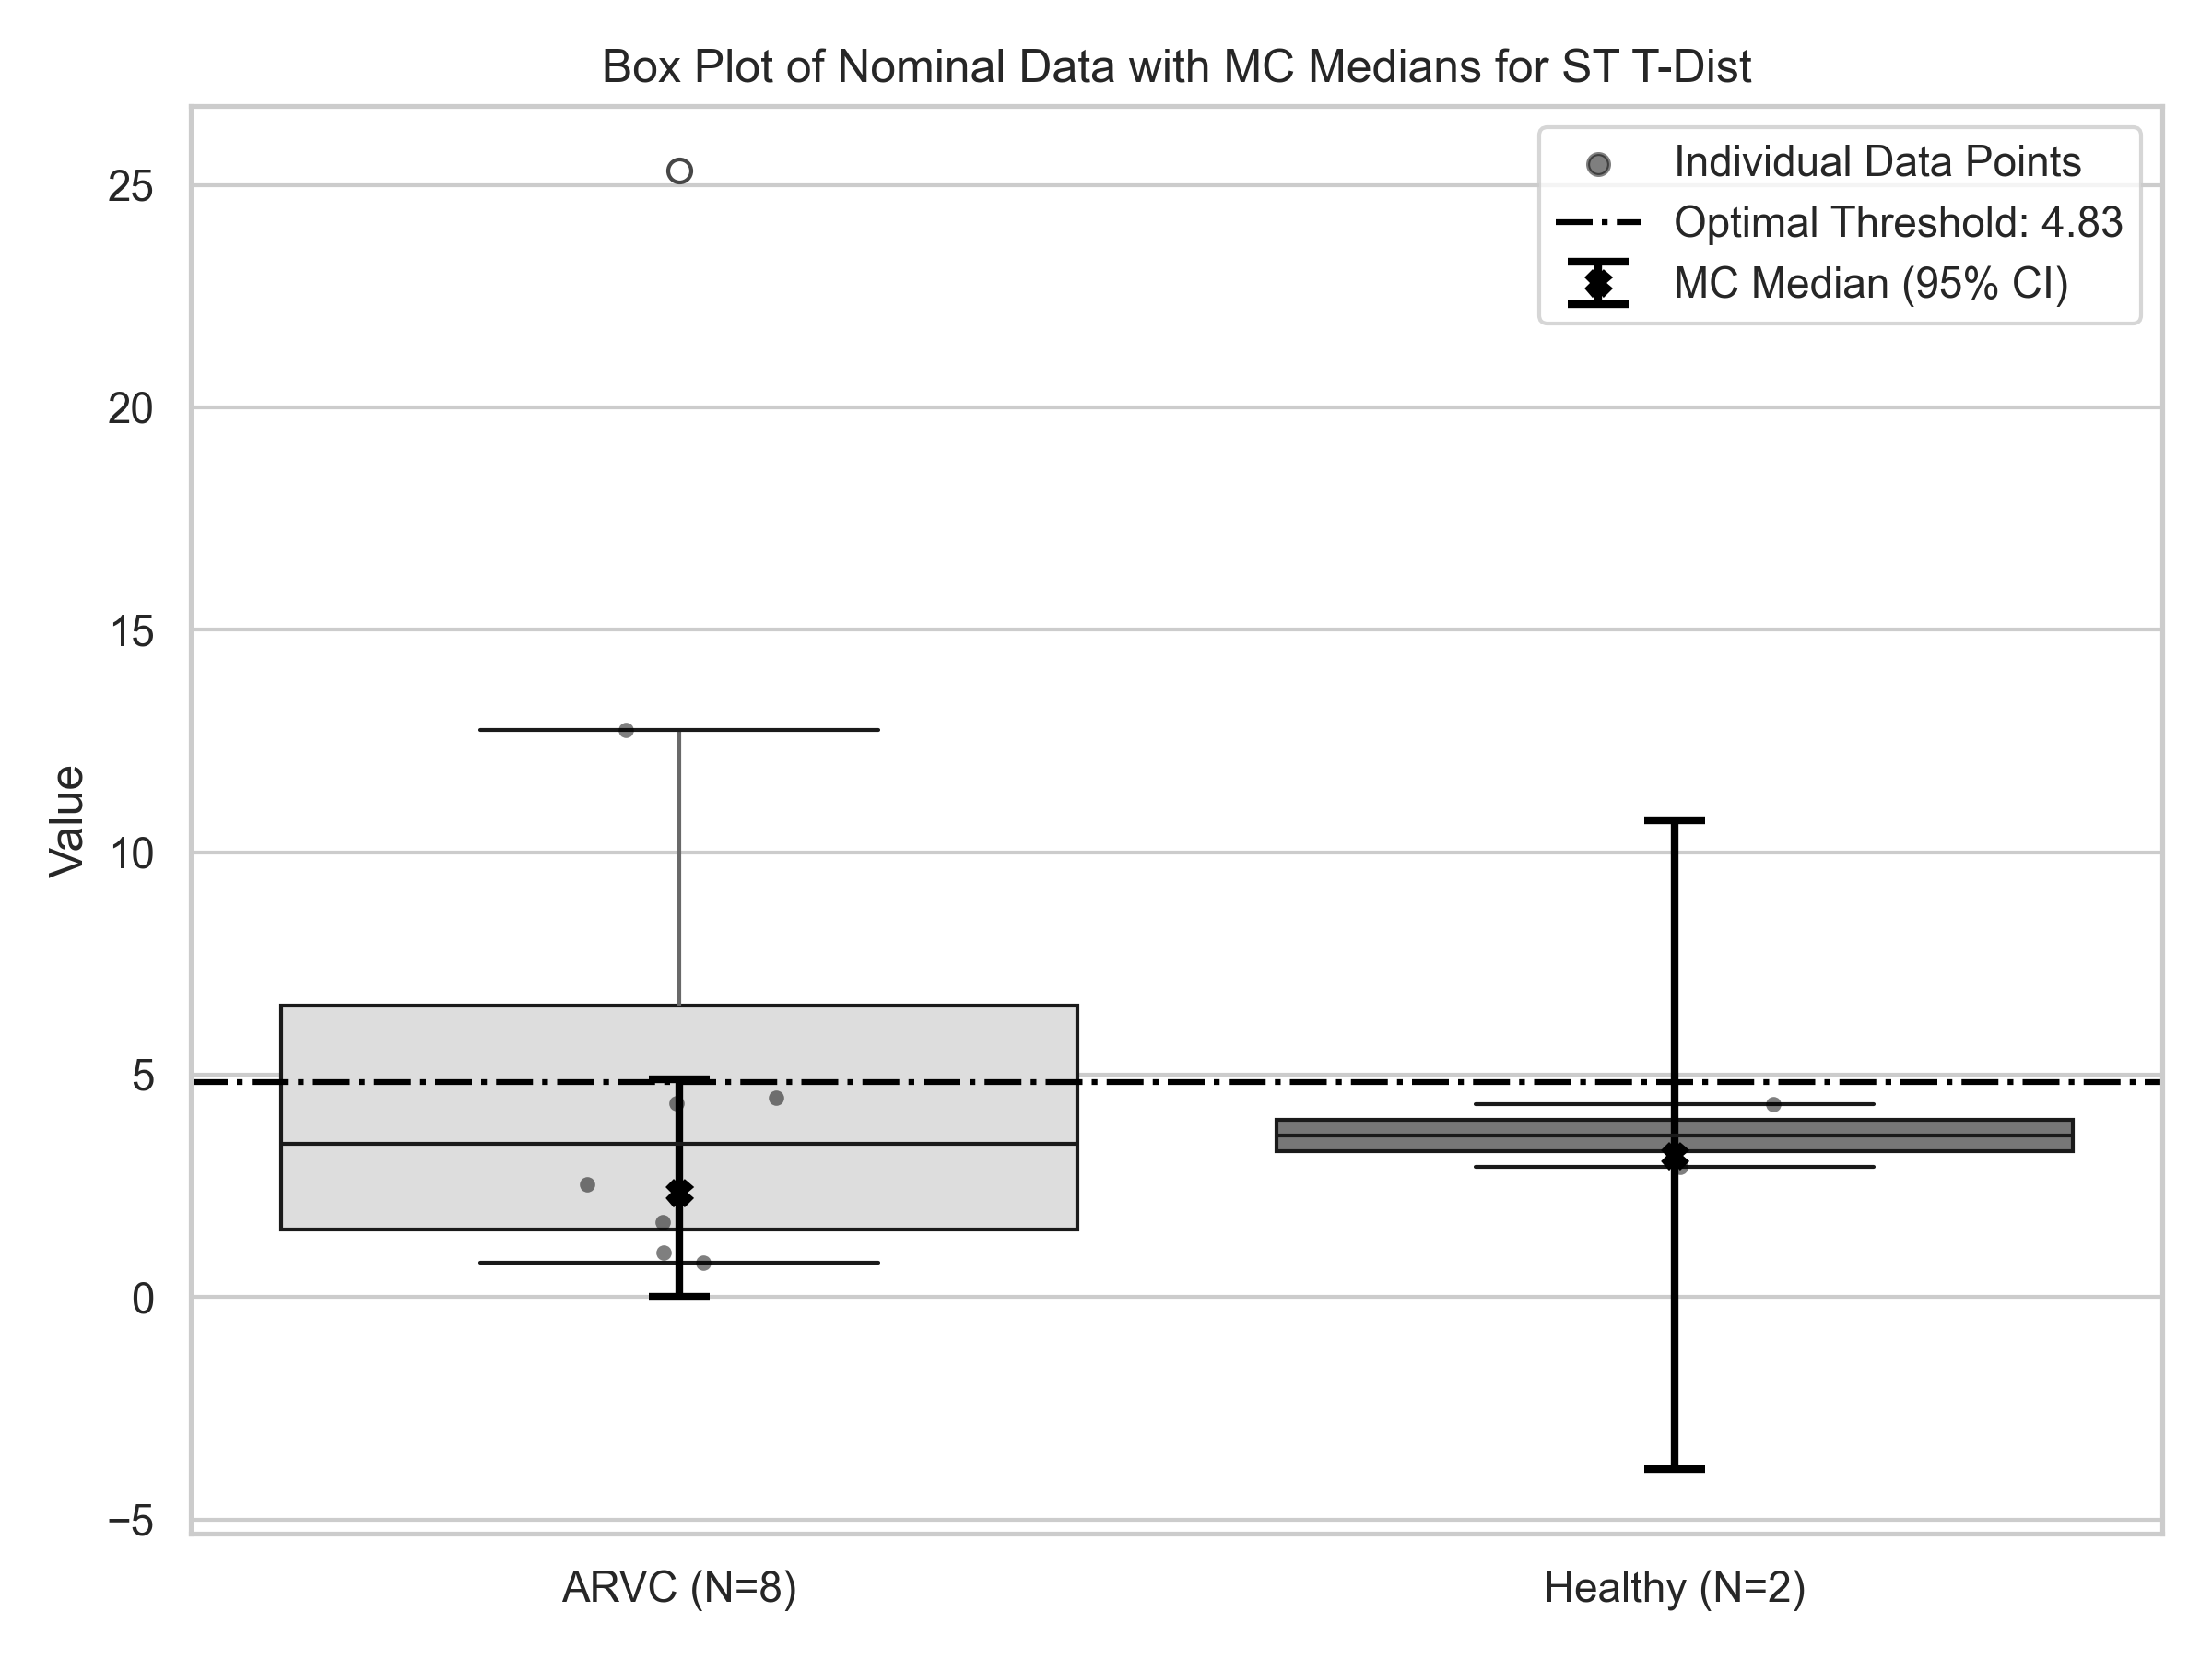 Box Plot of Nominal Data with MC Medians for ST T-Dist
Individual Data Points
Optimal Threshold: 4.83
MC Median (95% CI)
Value
25
20
15
10
5
0
−5
ARVC (N=8)
Healthy (N=2)